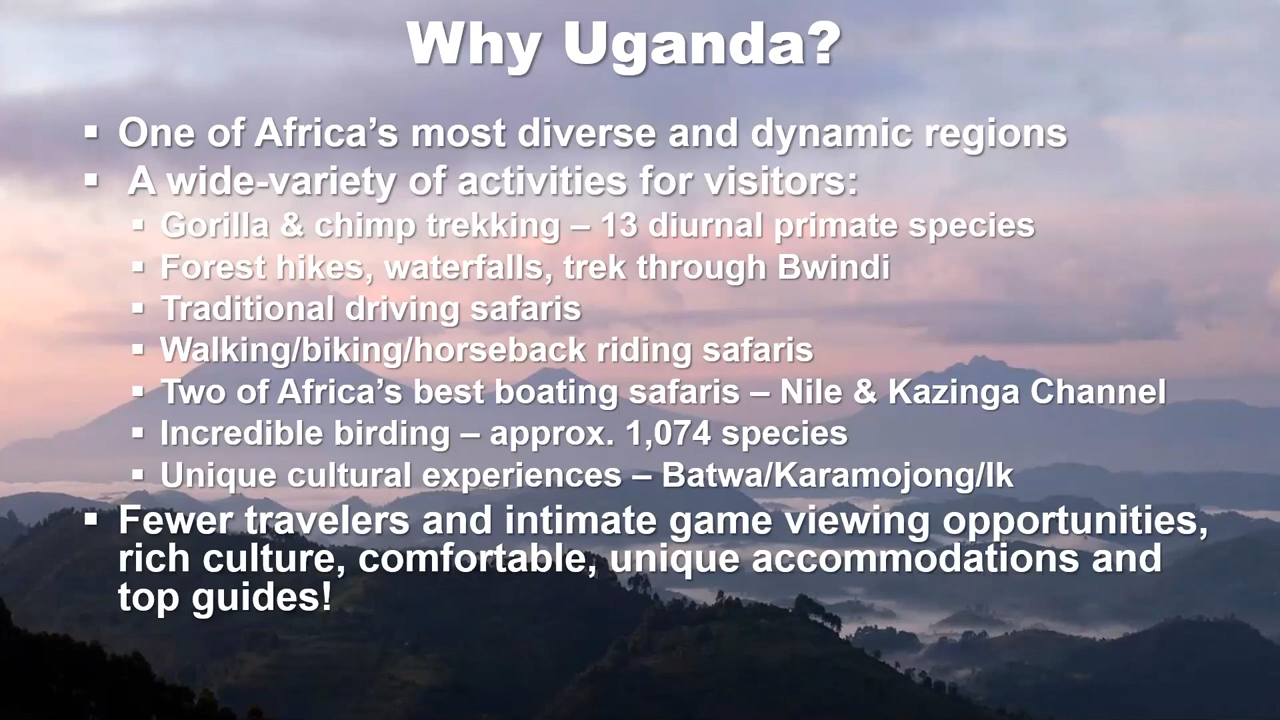 Why Uganda?
▪ One of Africa’s most diverse and dynamic regions
▪ A wide-variety of activities for visitors:
▪ Gorilla & chimp trekking – 13 diurnal primate species
▪ Forest hikes, waterfalls, trek through Bwindi
▪ Traditional driving safaris
▪ Walking/biking/horseback riding safaris
▪ Two of Africa’s best boating safaris – Nile & Kazinga Channel
▪ Incredible birding – approx. 1,074 species
▪ Unique cultural experiences – Batwa/Karamojong/Ik
▪ Fewer travelers and intimate game viewing opportunities,
rich culture, comfortable, unique accommodations and
top guides!